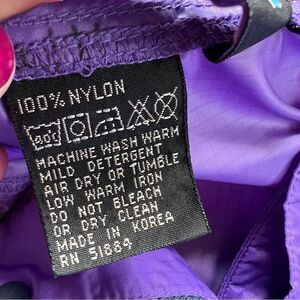 100% NYLON
MACHINE WASH WARM
MILD DETERGENT
AIR DRY OR TUMBLE
LOW WARM IRON
DO NOT BLEACH
OR DRY CLEAN
MADE IN KOREA
RN 51884